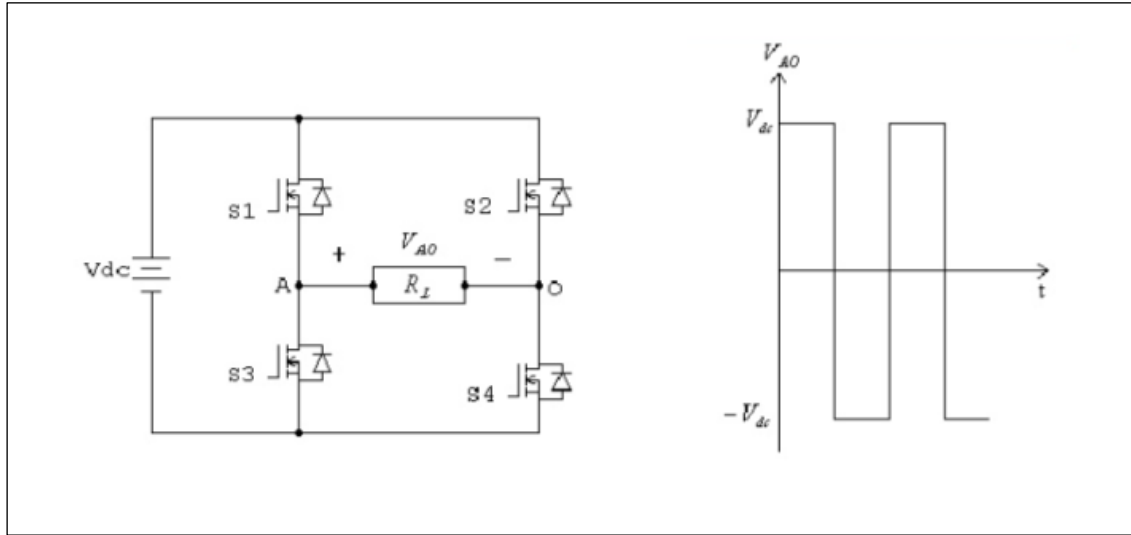 S1
S2
Vdc
A
+
V_AO
−
R_L
O
S3
S4
V_AO
V_dc
t
−V_dc